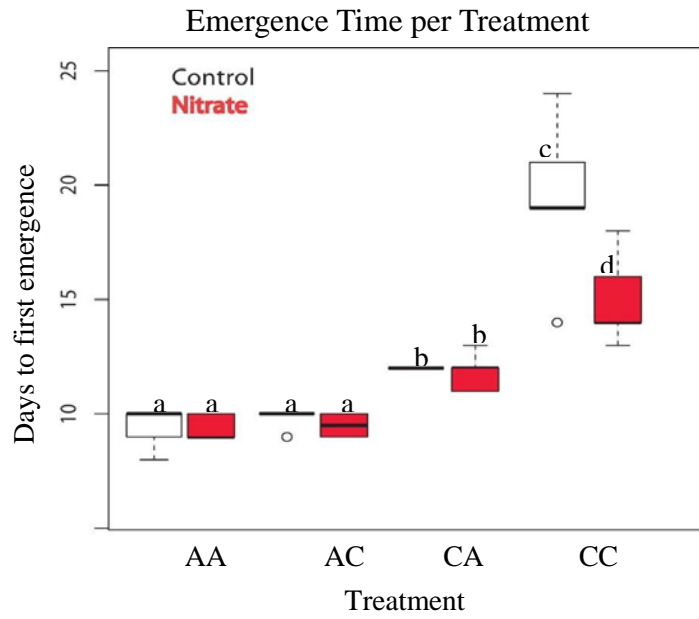 Emergence Time per Treatment
Control
Nitrate
Days to first emergence
25
20
15
10
a a a a b b c d
AA AC CA CC
Treatment